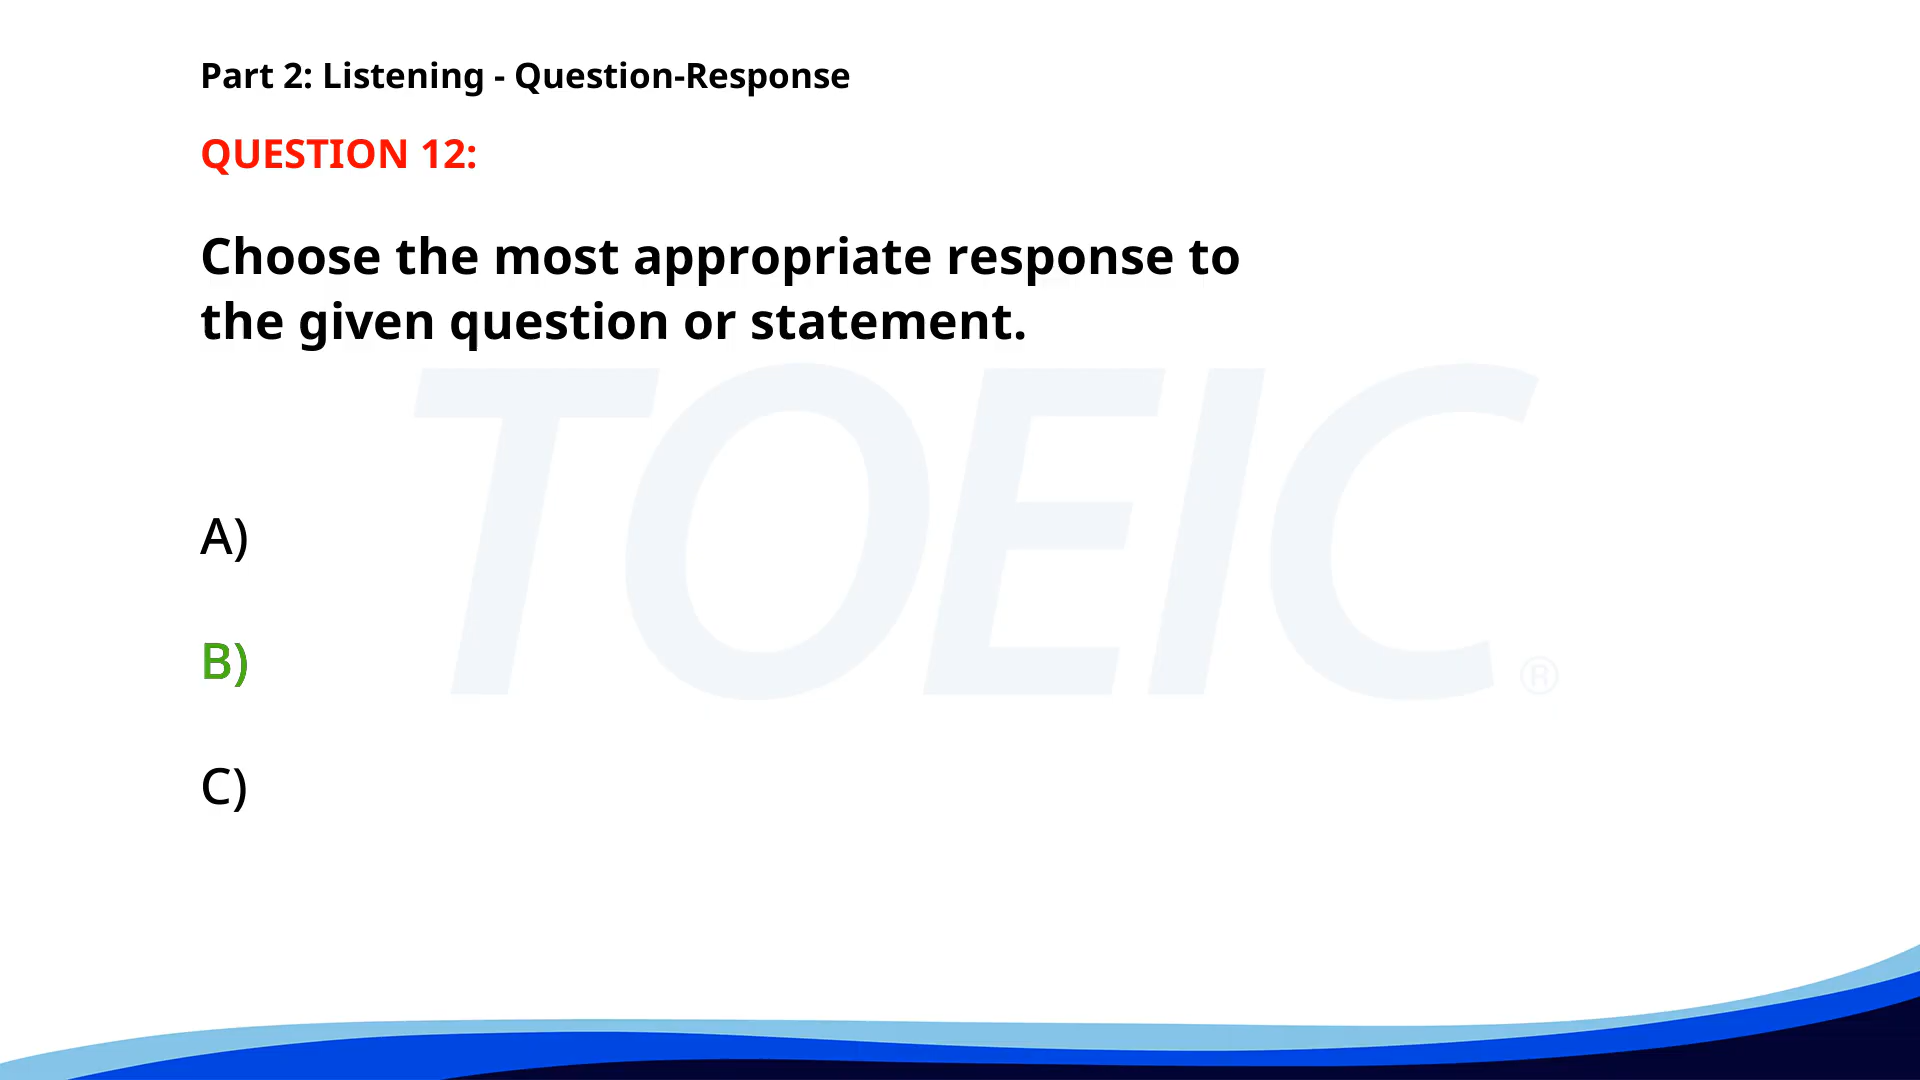 Part 2: Listening - Question-Response
QUESTION 12:
Choose the most appropriate response to
the given question or statement.
TOEIC®
A)
B)
C)